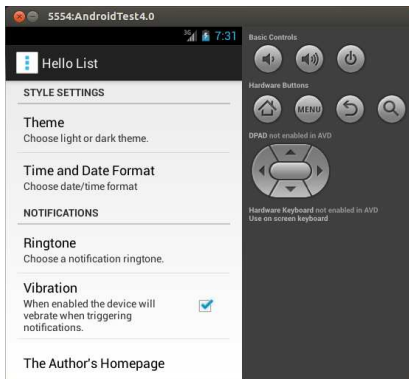 5554:AndroidTest4.0
3G 7:31
Hello List
STYLE SETTINGS
Theme
Choose light or dark theme.
Time and Date Format
Choose date/time format
NOTIFICATIONS
Ringtone
Choose a notification ringtone.
Vibration
When enabled the device will
vebrate when triggering
notifications.
The Author's Homepage
Basic Controls
Hardware Buttons
MENU
DPAD not enabled in AVD
Hardware Keyboard not enabled in AVD
Use on screen keyboard